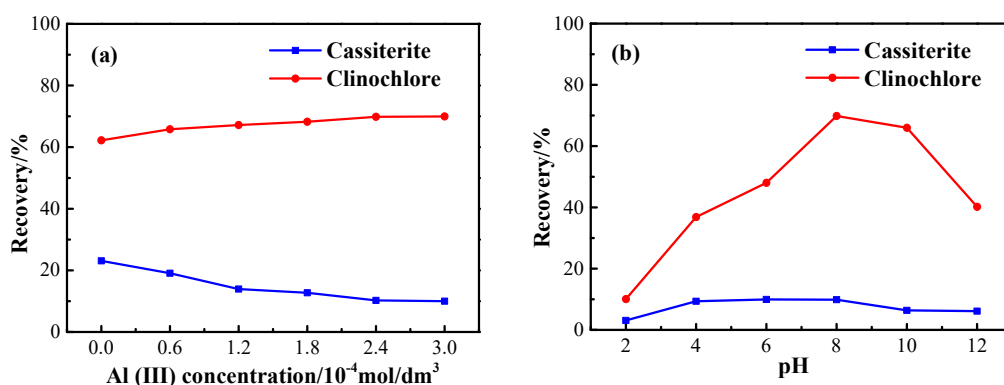 (a)
Cassiterite
Clinochlore
Recovery/%
100
80
60
40
20
0
0.0 0.6 1.2 1.8 2.4 3.0
Al (III) concentration/10⁻⁴mol/dm³
(b)
Cassiterite
Clinochlore
Recovery/%
100
80
60
40
20
0
2 4 6 8 10 12
pH